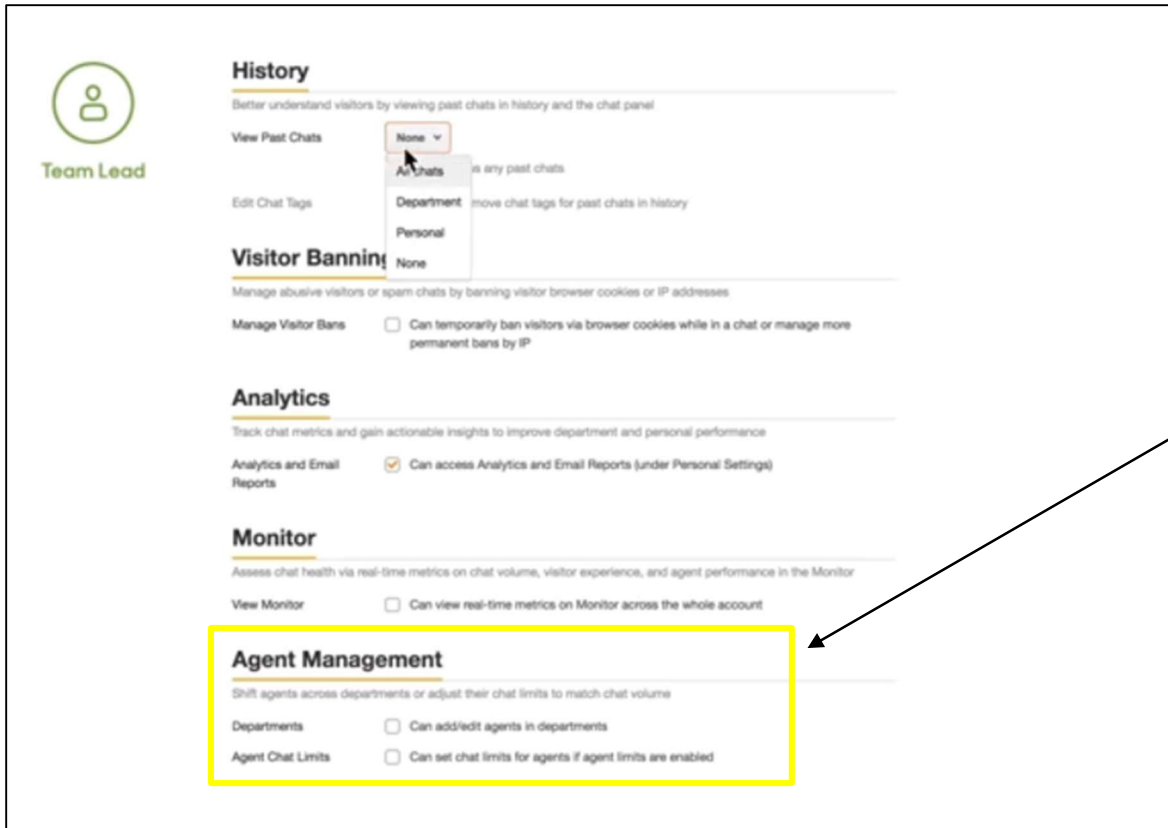 Team Lead
History
Better understand visitors by viewing past chats in history and the chat panel
View Past Chats
None
any past chats
All chats
Edit Chat Tags
Department
move chat tags for past chats in history
Personal
None
Visitor Banning
Manage abusive visitors or spam chats by banning visitor browser cookies or IP addresses
Manage Visitor Bans
Can temporarily ban visitors via browser cookies while in a chat or manage more
permanent bans by IP
Analytics
Track chat metrics and gain actionable insights to improve department and personal performance
Analytics and Email
Reports
Can access Analytics and Email Reports (under Personal Settings)
Monitor
Assess chat health via real-time metrics on chat volume, visitor experience, and agent performance in the Monitor
View Monitor
Can view real-time metrics on Monitor across the whole account
Agent Management
Shift agents across departments or adjust their chat limits to match chat volume
Departments
Can add/edit agents in departments
Agent Chat Limits
Can set chat limits for agents if agent limits are enabled